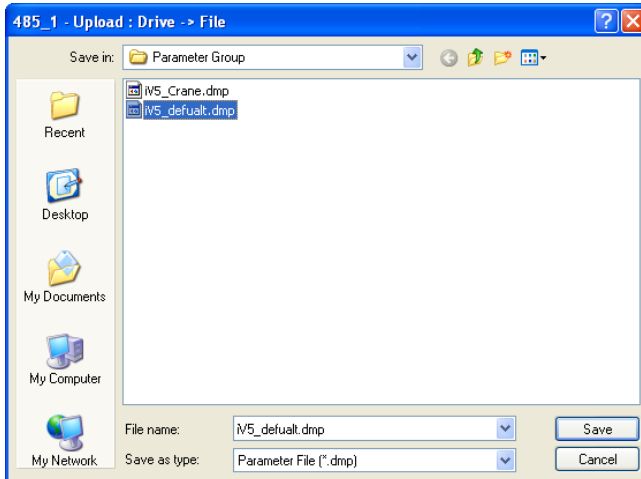 485_1 - Upload : Drive -> File
Save in: Parameter Group
iV5_Crane.dmp
iV5_defualt.dmp
Recent
Desktop
My Documents
My Computer
My Network
File name: iV5_defualt.dmp Save
Save as type: Parameter File (*.dmp) Cancel